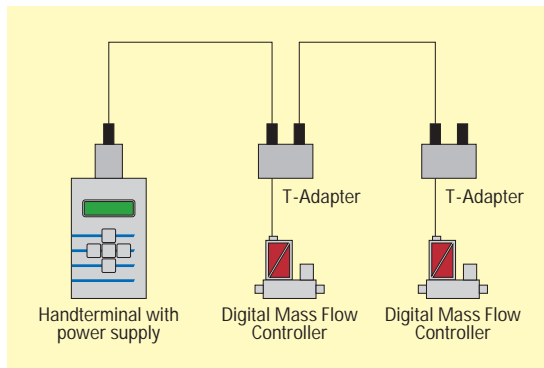 T-Adapter
T-Adapter
Handterminal with
power supply
Digital Mass Flow
Controller
Digital Mass Flow
Controller